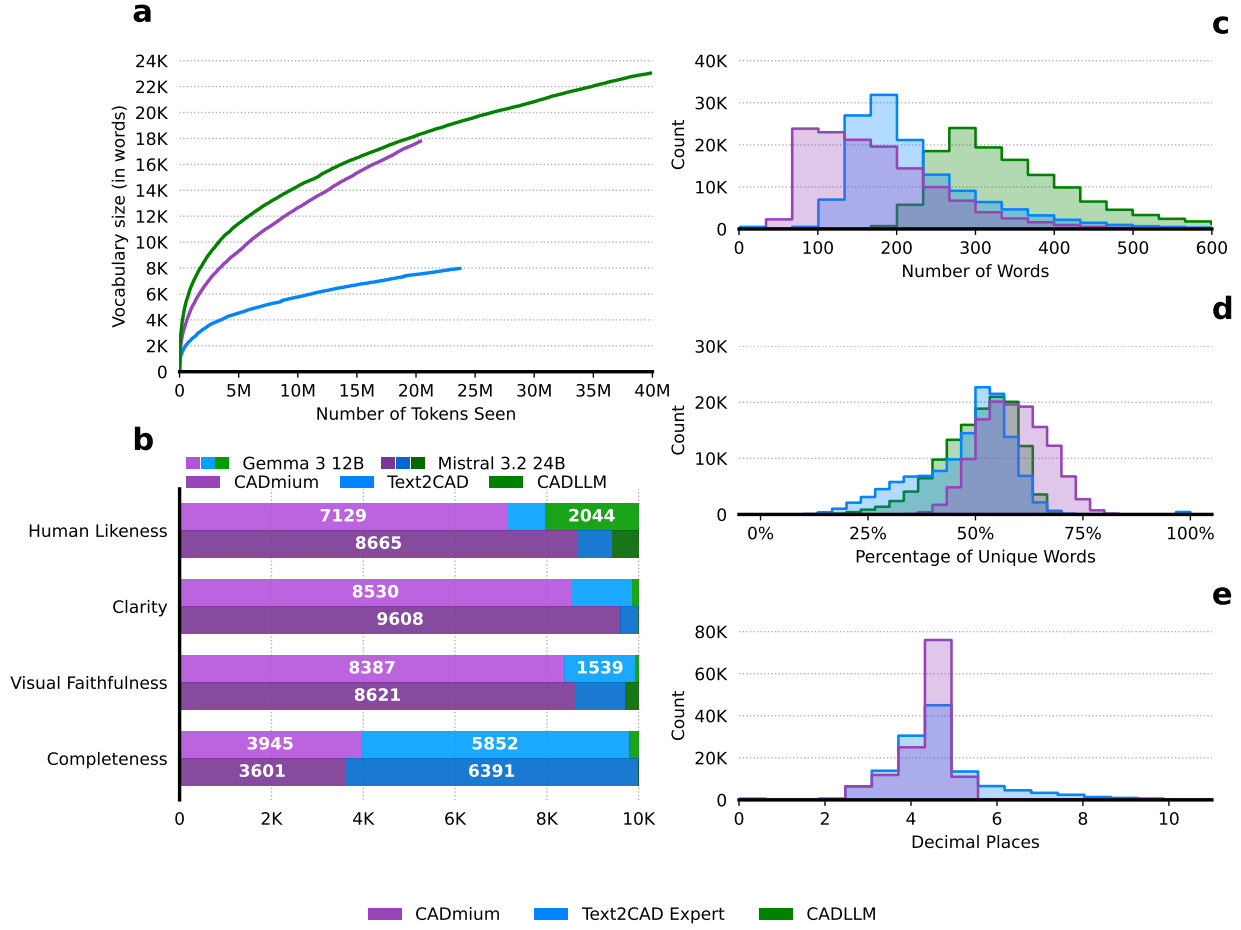 a
24K
22K
20K
18K
16K
14K
12K
10K
8K
6K
4K
2K
0
Vocabulary size (in words)
0 5M 10M 15M 20M 25M 30M 35M 40M
Number of Tokens Seen
b
Gemma 3 12B Mistral 3.2 24B
CADmium Text2CAD CADLLM
Human Likeness
7129 2044
8665
Clarity
8530
9608
Visual Faithfulness
8387 1539
8621
Completeness
3945 5852
3601 6391
0 2K 4K 6K 8K 10K
c
40K
30K
20K
10K
0
Count
0 100 200 300 400 500 600
Number of Words
d
30K
20K
10K
0
Count
0% 25% 50% 75% 100%
Percentage of Unique Words
e
80K
60K
40K
20K
0
Count
0 2 4 6 8 10
Decimal Places
CADmium Text2CAD Expert CADLLM